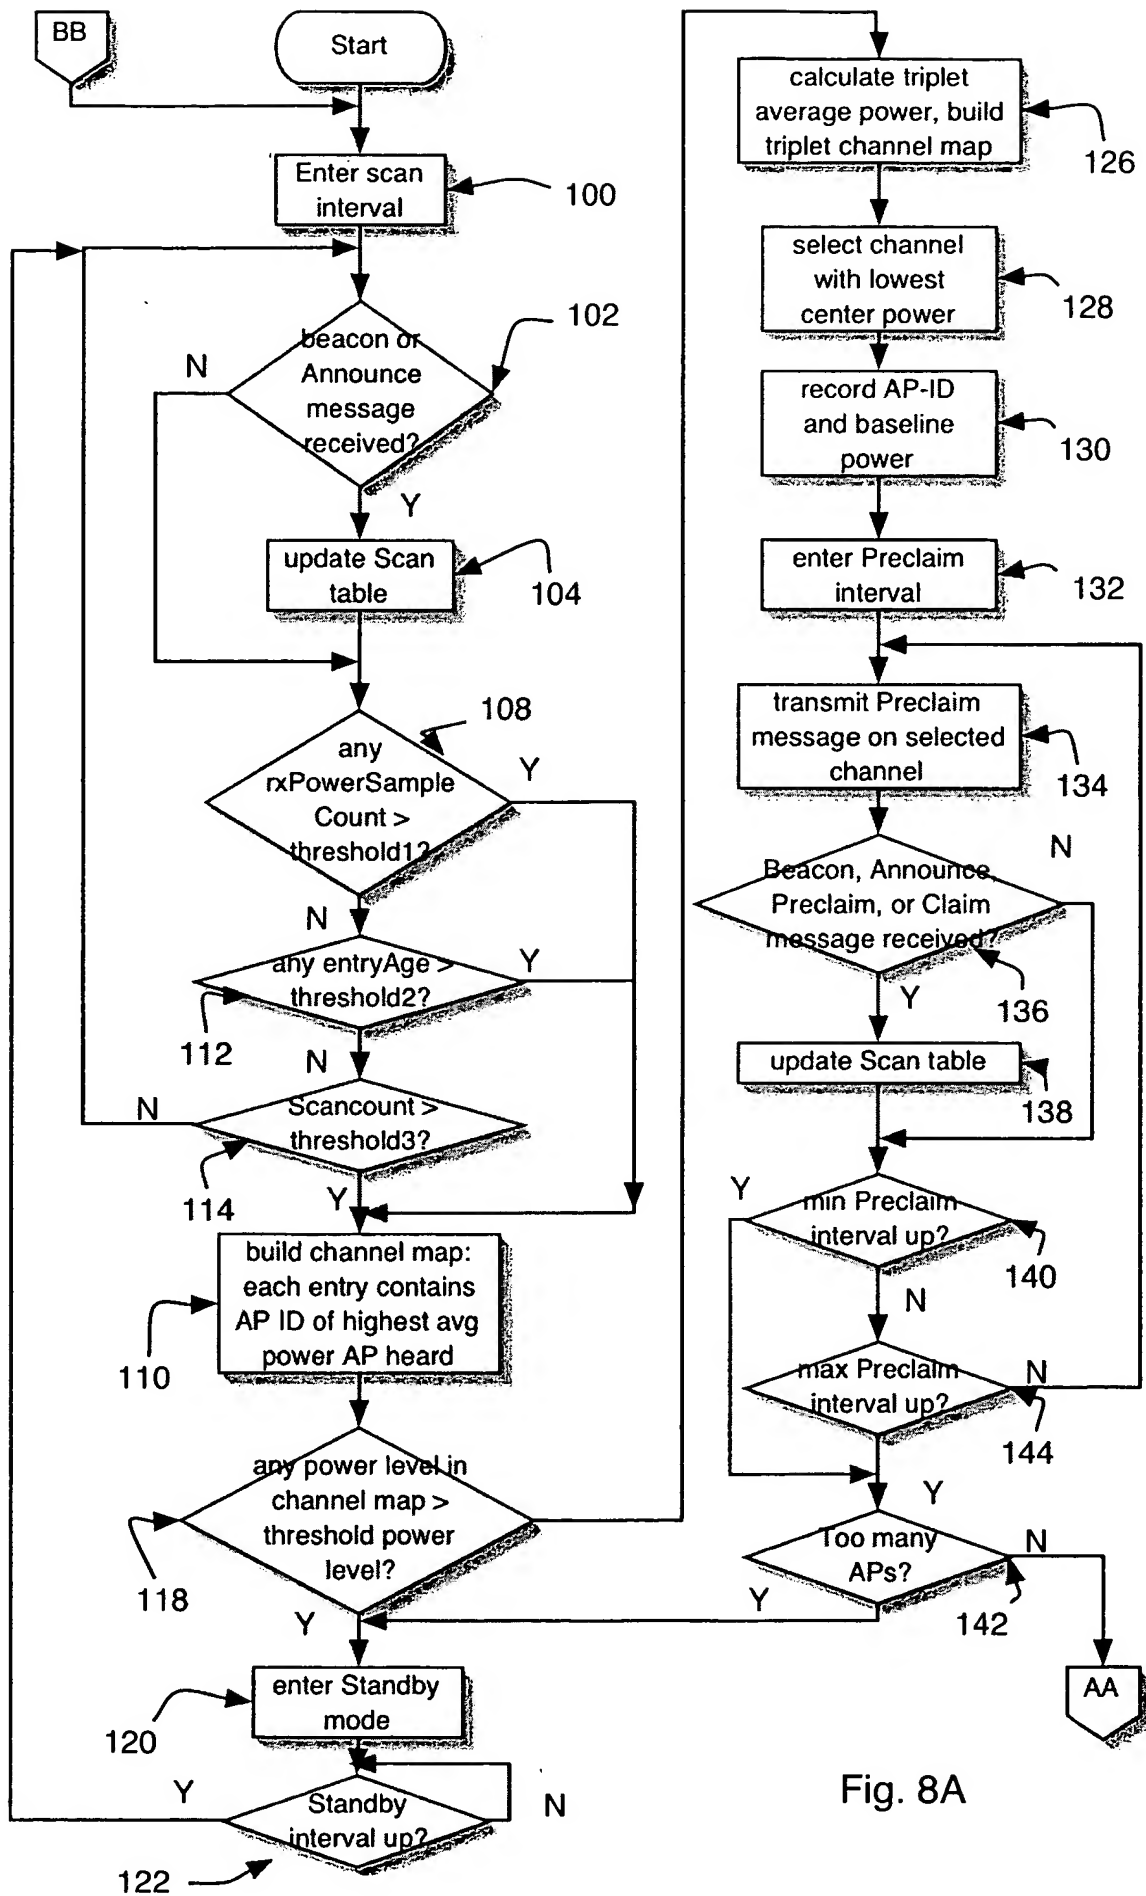 BB
Start
Enter scan
interval
100
beacon or
Announce
message
received?
102
N
Y
update Scan
table
104
any
rxPowerSample
Count >
threshold1?
108
Y
N
any entryAge >
threshold2?
Y
112
N
Scancount >
threshold3?
N
114
Y
build channel map:
each entry contains
AP ID of highest avg
power AP heard
110
any power level in
channel map >
threshold power
level?
118
Y
enter Standby
mode
120
Standby
interval up?
Y
N
122
calculate triplet
average power, build
triplet channel map
126
select channel
with lowest
center power
128
record AP-ID
and baseline
power
130
enter Preclaim
interval
132
transmit Preclaim
message on selected
channel
134
Beacon, Announce,
Preclaim, or Claim
message received?
N
136
Y
update Scan table
138
min Preclaim
interval up?
Y
140
N
max Preclaim
interval up?
N
144
Y
Too many
APs?
N
Y
142
AA
Fig. 8A